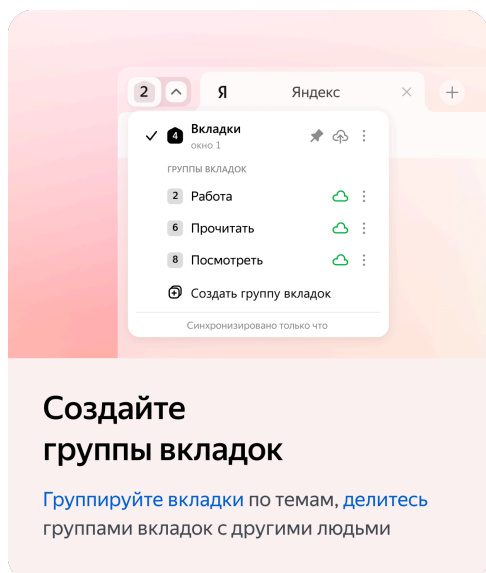 2
Я
Яндекс
4
Вкладки
окно 1
ГРУППЫ ВКЛАДОК
2 Работа
6 Прочитать
8 Посмотреть
Создать группу вкладок
Синхронизировано только что
Создайте
группы вкладок
Группируйте вкладки по темам, делитесь
группами вкладок с другими людьми